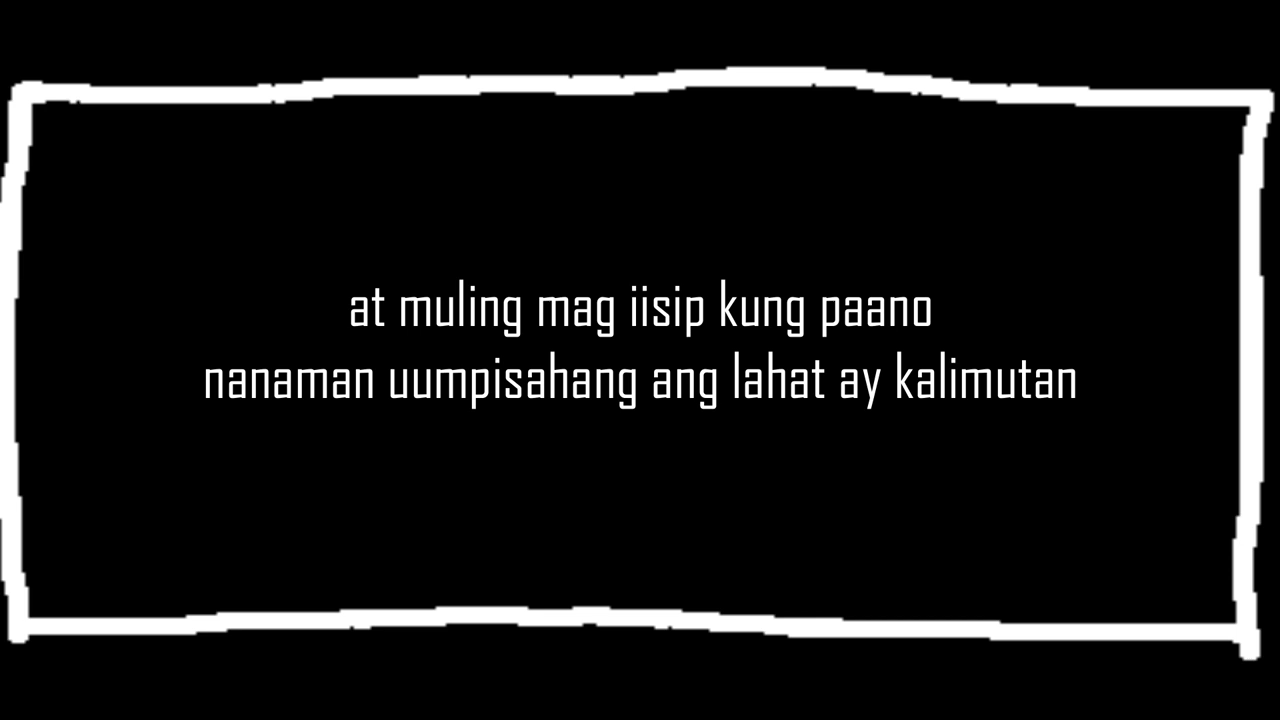 at muling mag iisip kung paano
nanaman uumpisahang ang lahat ay kalimutan